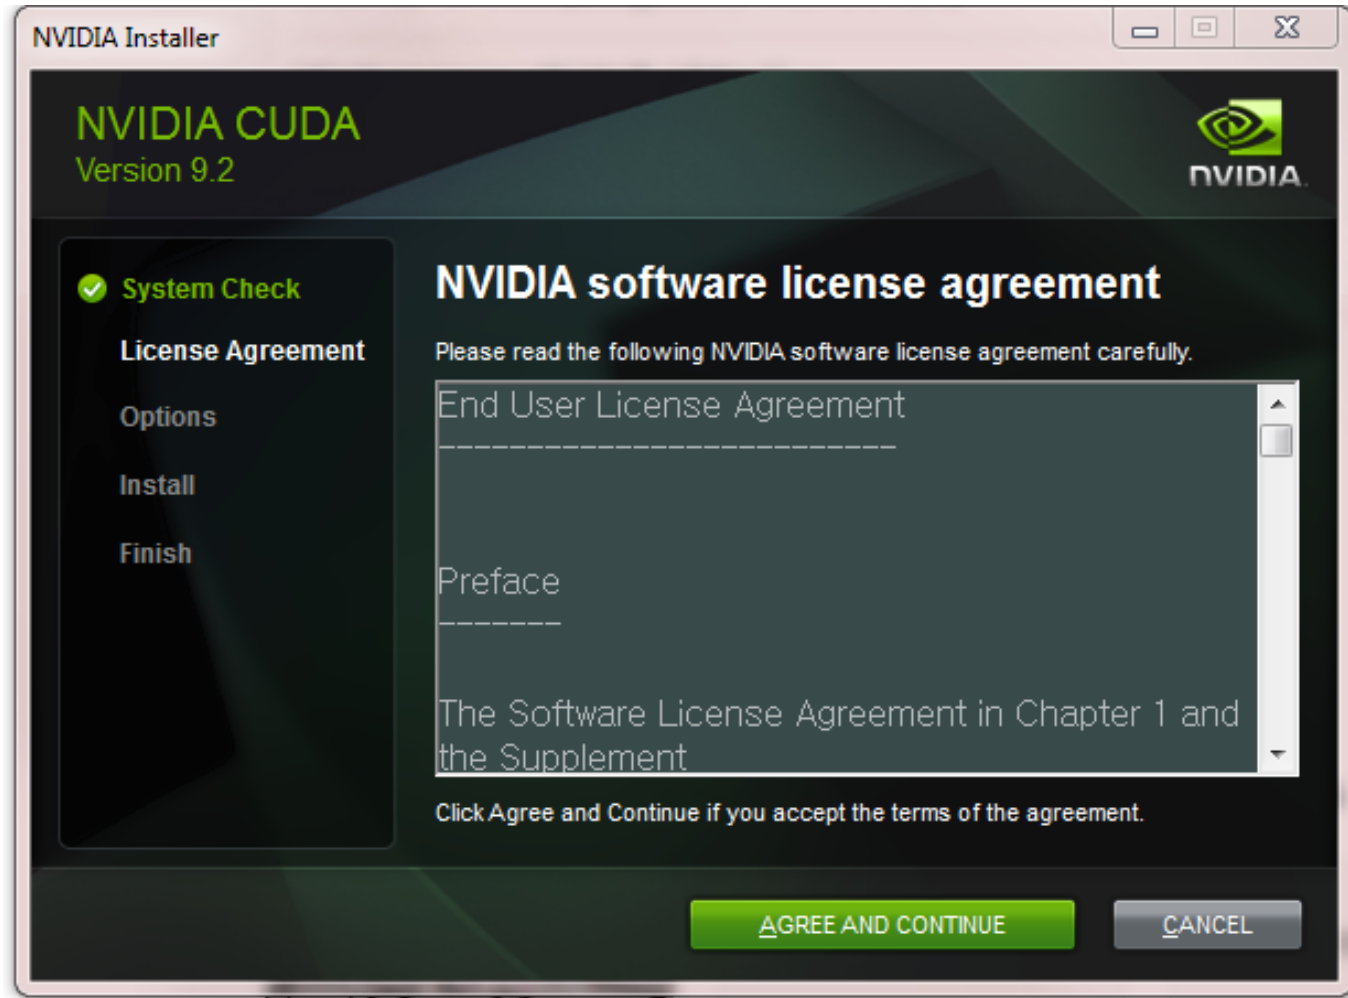 NVIDIA Installer
NVIDIA CUDA
Version 9.2
NVIDIA.
System Check
License Agreement
Options
Install
Finish
NVIDIA software license agreement
Please read the following NVIDIA software license agreement carefully.
End User License Agreement
--------------------------
Preface
-------
The Software License Agreement in Chapter 1 and
the Supplement
Click Agree and Continue if you accept the terms of the agreement.
AGREE AND CONTINUE
CANCEL